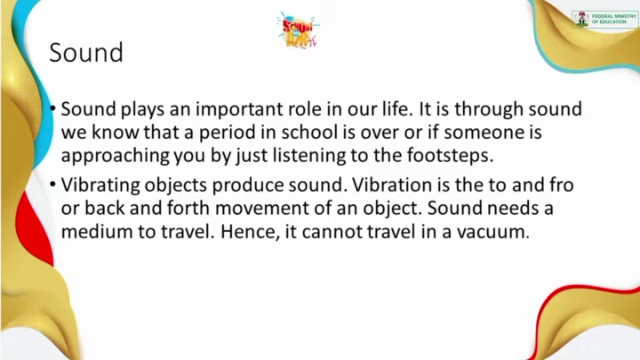 FEDERAL MINISTRY
OF EDUCATION
Sound
• Sound plays an important role in our life. It is through sound
we know that a period in school is over or if someone is
approaching you by just listening to the footsteps.
• Vibrating objects produce sound. Vibration is the to and fro
or back and forth movement of an object. Sound needs a
medium to travel. Hence, it cannot travel in a vacuum.